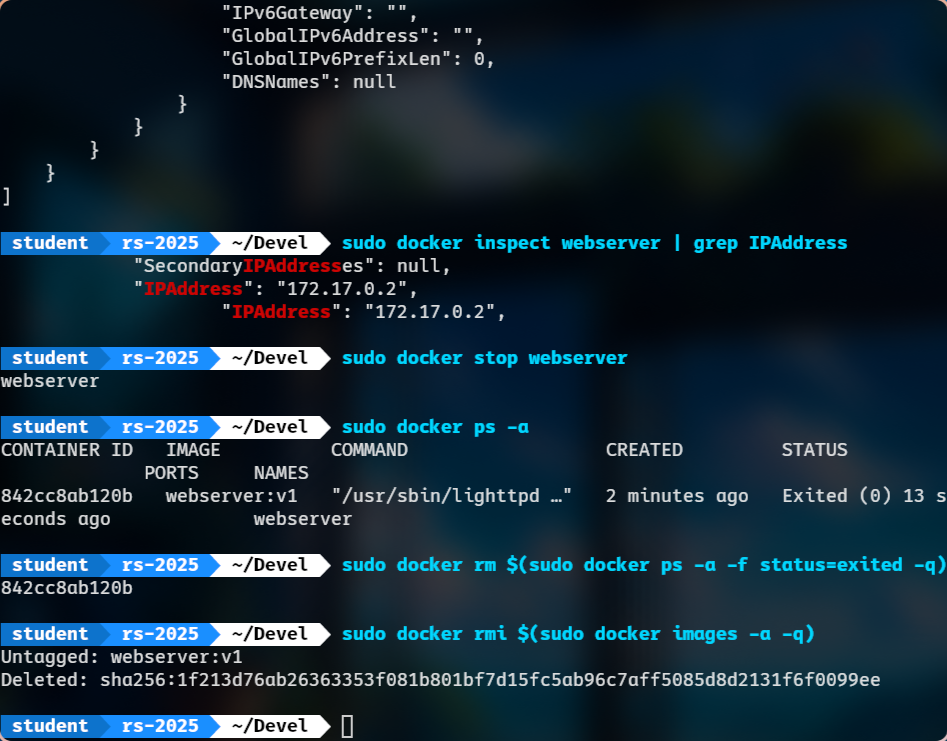 "IPv6Gateway": "",
"GlobalIPv6Address": "",
"GlobalIPv6PrefixLen": 0,
"DNSNames": null
}
}
}
}
]
student rs-2025 ~/Devel sudo docker inspect webserver | grep IPAddress
"SecondaryIPAddresses": null,
"IPAddress": "172.17.0.2",
"IPAddress": "172.17.0.2",
student rs-2025 ~/Devel sudo docker stop webserver
webserver
student rs-2025 ~/Devel sudo docker ps -a
CONTAINER ID IMAGE COMMAND CREATED STATUS
PORTS NAMES
842cc8ab120b webserver:v1 "/usr/sbin/lighttpd …" 2 minutes ago Exited (0) 13 s
econds ago webserver
student rs-2025 ~/Devel sudo docker rm $(sudo docker ps -a -f status=exited -q)
842cc8ab120b
student rs-2025 ~/Devel sudo docker rmi $(sudo docker images -a -q)
Untagged: webserver:v1
Deleted: sha256:1f213d76ab26363353f081b801bf7d15fc5ab96c7aff5085d8d2131f6f0099ee
student rs-2025 ~/Devel